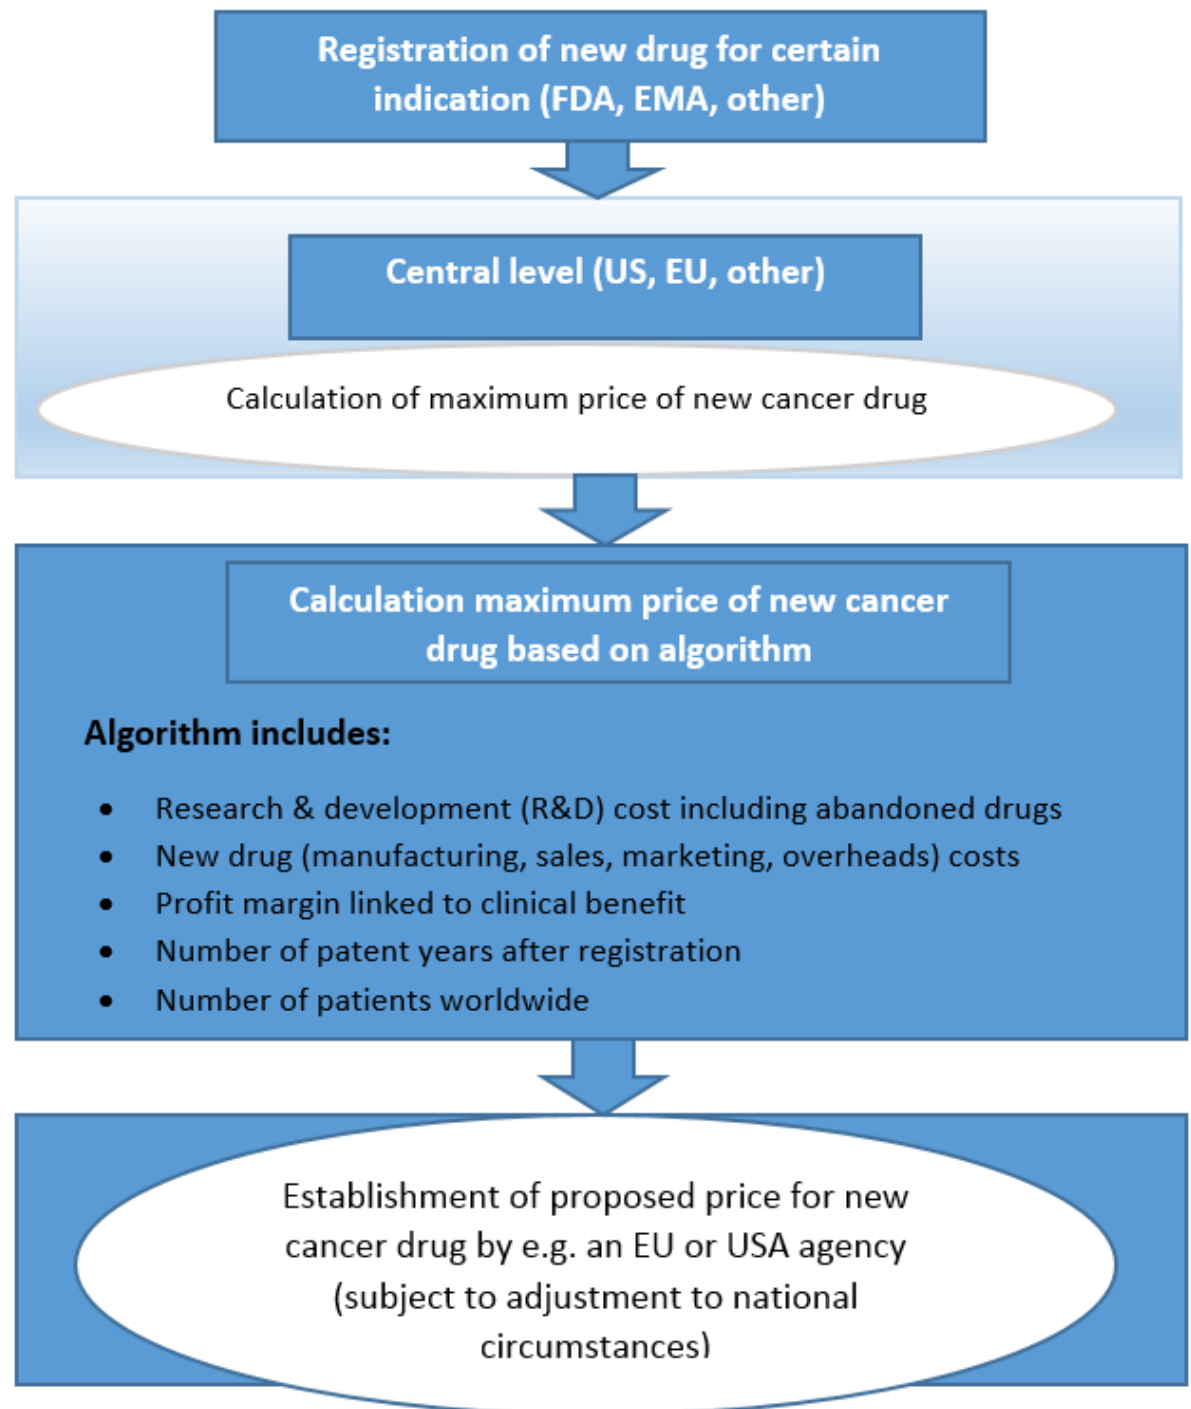 Registration of new drug for certain
indication (FDA, EMA, other)
Central level (US, EU, other)
Calculation of maximum price of new cancer drug
Calculation maximum price of new cancer
drug based on algorithm
Algorithm includes:
• Research & development (R&D) cost including abandoned drugs
• New drug (manufacturing, sales, marketing, overheads) costs
• Profit margin linked to clinical benefit
• Number of patent years after registration
• Number of patients worldwide
Establishment of proposed price for new
cancer drug by e.g. an EU or USA agency
(subject to adjustment to national
circumstances)